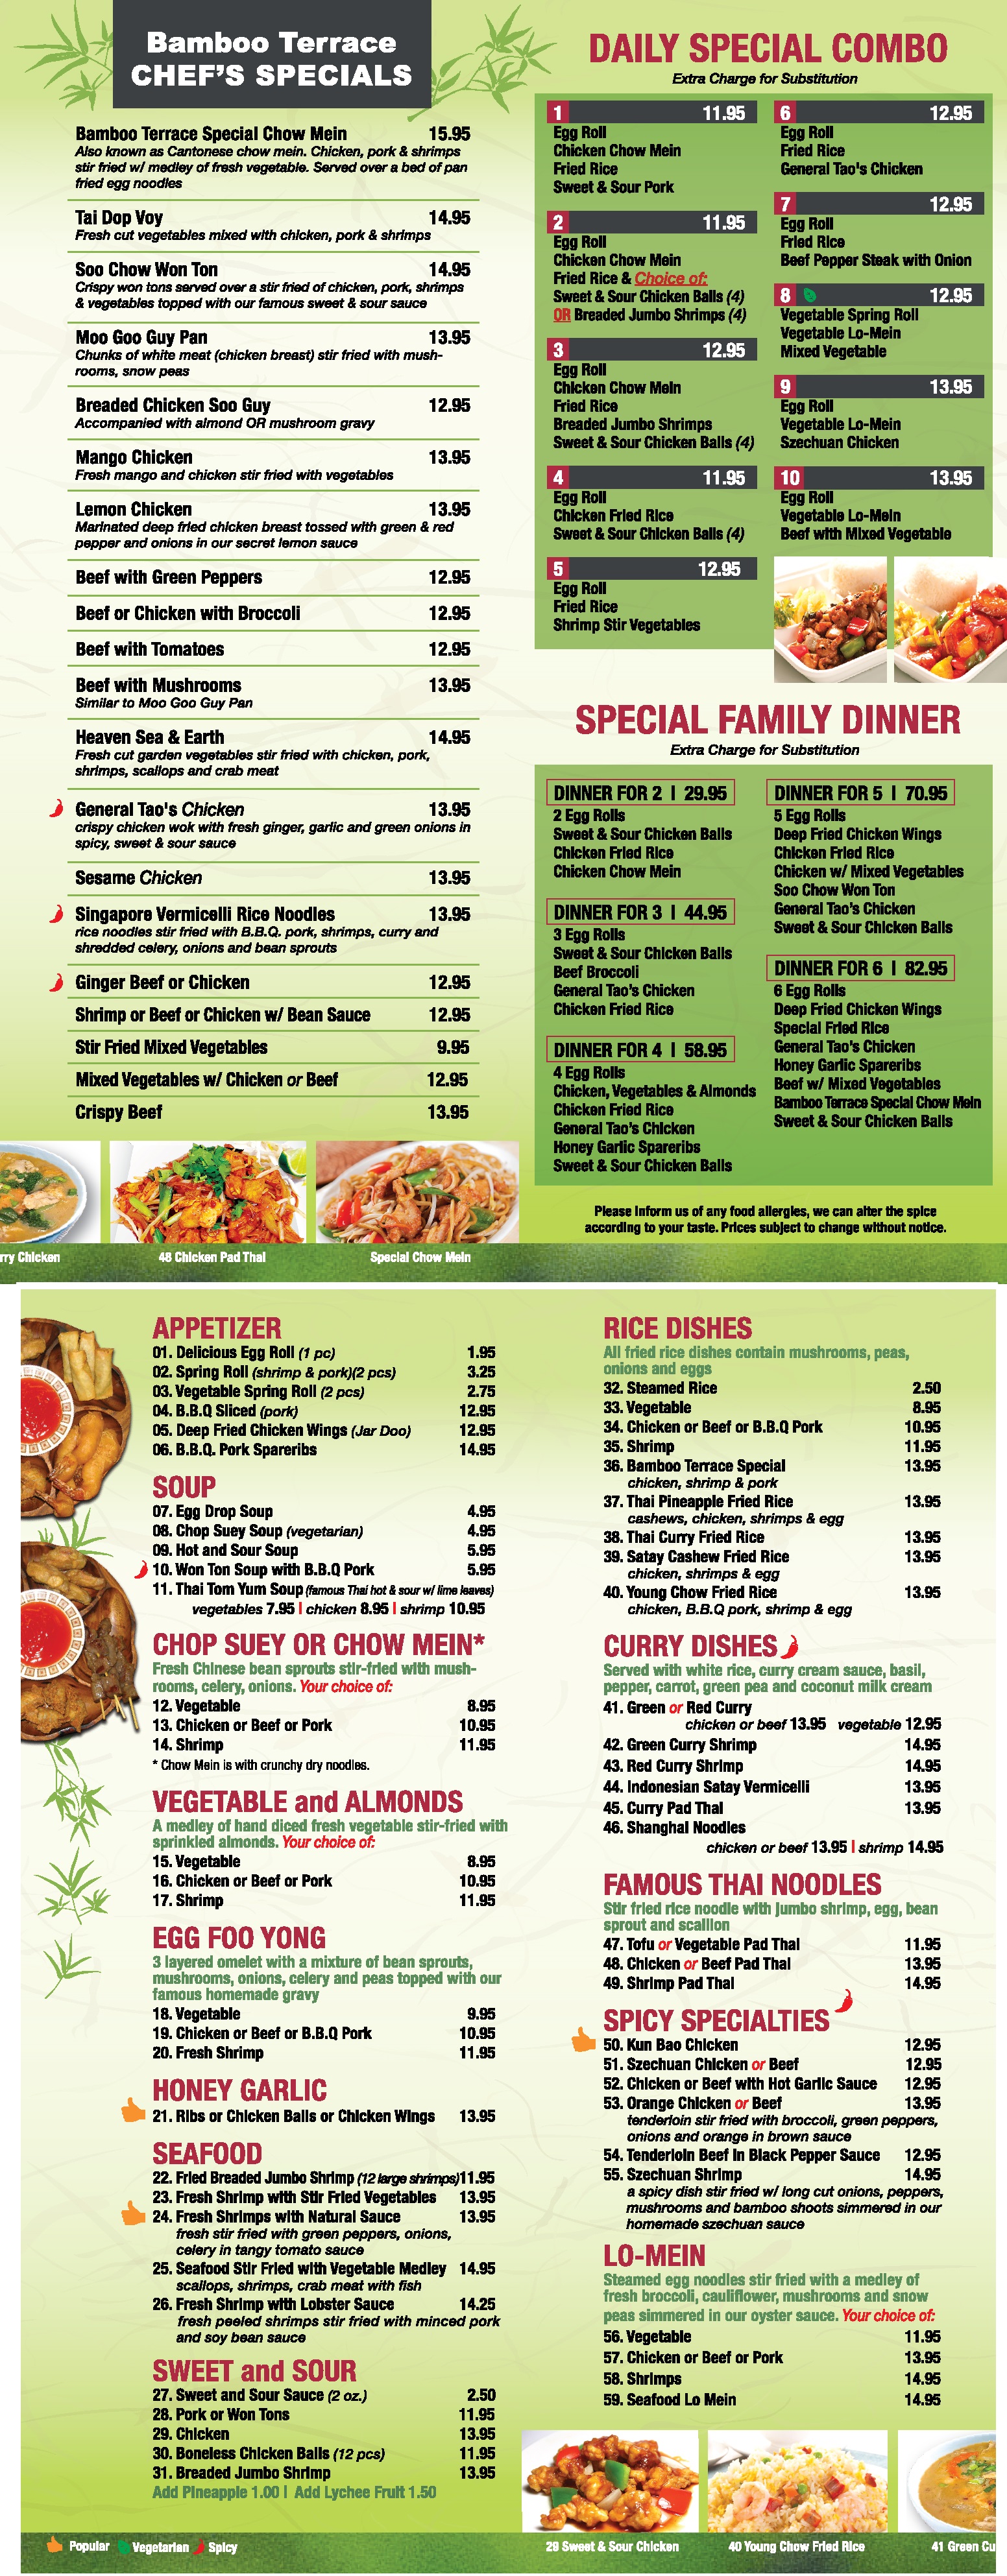 Bamboo Terrace
CHEF'S SPECIALS
Bamboo Terrace Special Chow Mein 15.95
Also known as Cantonese chow mein. Chicken, pork & shrimps
stir fried w/ medley of fresh vegetable. Served over a bed of pan
fried egg noodles
Tai Dop Voy 14.95
Fresh cut vegetables mixed with chicken, pork & shrimps
Soo Chow Won Ton 14.95
Crispy won tons served over a stir fried of chicken, pork, shrimps
& vegetables topped with our famous sweet & sour sauce
Moo Goo Guy Pan 13.95
Chunks of white meat (chicken breast) stir fried with mush-
rooms, snow peas
Breaded Chicken Soo Guy 12.95
Accompanied with almond OR mushroom gravy
Mango Chicken 13.95
Fresh mango and chicken stir fried with vegetables
Lemon Chicken 13.95
Marinated deep fried chicken breast tossed with green & red
pepper and onions in our secret lemon sauce
Beef with Green Peppers 12.95
Beef or Chicken with Broccoli 12.95
Beef with Tomatoes 12.95
Beef with Mushrooms 13.95
Similar to Moo Goo Guy Pan
Heaven Sea & Earth 14.95
Fresh cut garden vegetables stir fried with chicken, pork,
shrimps, scallops and crab meat
General Tao's Chicken 13.95
crispy chicken wok with fresh ginger, garlic and green onions in
spicy, sweet & sour sauce
Sesame Chicken 13.95
Singapore Vermicelli Rice Noodles 13.95
rice noodles stir fried with B.B.Q. pork, shrimps, curry and
shredded celery, onions and bean sprouts
Ginger Beef or Chicken 12.95
Shrimp or Beef or Chicken w/ Bean Sauce 12.95
Stir Fried Mixed Vegetables 9.95
Mixed Vegetables w/ Chicken or Beef 12.95
Crispy Beef 13.95
rry Chicken
48 Chicken Pad Thai
Special Chow Mein
DAILY SPECIAL COMBO
Extra Charge for Substitution
1 11.95
Egg Roll
Chicken Chow Mein
Fried Rice
Sweet & Sour Pork
2 11.95
Egg Roll
Chicken Chow Mein
Fried Rice & Choice of:
Sweet & Sour Chicken Balls (4)
OR Breaded Jumbo Shrimps (4)
3 12.95
Egg Roll
Chicken Chow Mein
Fried Rice
Breaded Jumbo Shrimps
Sweet & Sour Chicken Balls (4)
4 11.95
Egg Roll
Chicken Fried Rice
Sweet & Sour Chicken Balls (4)
5 12.95
Egg Roll
Fried Rice
Shrimp Stir Vegetables
6 12.95
Egg Roll
Fried Rice
General Tao's Chicken
7 12.95
Egg Roll
Fried Rice
Beef Pepper Steak with Onion
8 12.95
Vegetable Spring Roll
Vegetable Lo-Mein
Mixed Vegetable
9 13.95
Egg Roll
Vegetable Lo-Mein
Szechuan Chicken
10 13.95
Egg Roll
Vegetable Lo-Mein
Beef with Mixed Vegetable
SPECIAL FAMILY DINNER
Extra Charge for Substitution
DINNER FOR 2 | 29.95
2 Egg Rolls
Sweet & Sour Chicken Balls
Chicken Fried Rice
Chicken Chow Mein
DINNER FOR 3 | 44.95
3 Egg Rolls
Sweet & Sour Chicken Balls
Beef Broccoli
General Tao's Chicken
Chicken Fried Rice
DINNER FOR 4 | 58.95
4 Egg Rolls
Chicken, Vegetables & Almonds
Chicken Fried Rice
General Tao's Chicken
Honey Garlic Spareribs
Sweet & Sour Chicken Balls
DINNER FOR 5 | 70.95
5 Egg Rolls
Deep Fried Chicken Wings
Chicken Fried Rice
Chicken w/ Mixed Vegetables
Soo Chow Won Ton
General Tao's Chicken
Sweet & Sour Chicken Balls
DINNER FOR 6 | 82.95
6 Egg Rolls
Deep Fried Chicken Wings
Special Fried Rice
General Tao's Chicken
Honey Garlic Spareribs
Beef w/ Mixed Vegetables
Bamboo Terrace Special Chow Mein
Sweet & Sour Chicken Balls
Please inform us of any food allergies, we can alter the spice
according to your taste. Prices subject to change without notice.
APPETIZER
01. Delicious Egg Roll (1 pc) 1.95
02. Spring Roll (shrimp & pork)(2 pcs) 3.25
03. Vegetable Spring Roll (2 pcs) 2.75
04. B.B.Q Sliced (pork) 12.95
05. Deep Fried Chicken Wings (Jar Doo) 12.95
06. B.B.Q. Pork Spareribs 14.95
SOUP
07. Egg Drop Soup 4.95
08. Chop Suey Soup (vegetarian) 4.95
09. Hot and Sour Soup 5.95
10. Won Ton Soup with B.B.Q Pork 5.95
11. Thai Tom Yum Soup (famous Thai hot & sour w/ lime leaves)
vegetables 7.95 | chicken 8.95 | shrimp 10.95
CHOP SUEY OR CHOW MEIN*
Fresh Chinese bean sprouts stir-fried with mush-
rooms, celery, onions. Your choice of:
12. Vegetable 8.95
13. Chicken or Beef or Pork 10.95
14. Shrimp 11.95
* Chow Mein is with crunchy dry noodles.
VEGETABLE and ALMONDS
A medley of hand diced fresh vegetable stir-fried with
sprinkled almonds. Your choice of:
15. Vegetable 8.95
16. Chicken or Beef or Pork 10.95
17. Shrimp 11.95
EGG FOO YONG
3 layered omelet with a mixture of bean sprouts,
mushrooms, onions, celery and peas topped with our
famous homemade gravy
18. Vegetable 9.95
19. Chicken or Beef or B.B.Q Pork 10.95
20. Fresh Shrimp 11.95
HONEY GARLIC
21. Ribs or Chicken Balls or Chicken Wings 13.95
SEAFOOD
22. Fried Breaded Jumbo Shrimp (12 large shrimps) 11.95
23. Fresh Shrimp with Stir Fried Vegetables 13.95
24. Fresh Shrimps with Natural Sauce 13.95
fresh stir fried with green peppers, onions,
celery in tangy tomato sauce
25. Seafood Stir Fried with Vegetable Medley 14.95
scallops, shrimps, crab meat with fish
26. Fresh Shrimp with Lobster Sauce 14.25
fresh peeled shrimps stir fried with minced pork
and soy bean sauce
SWEET and SOUR
27. Sweet and Sour Sauce (2 oz.) 2.50
28. Pork or Won Tons 11.95
29. Chicken 13.95
30. Boneless Chicken Balls (12 pcs) 11.95
31. Breaded Jumbo Shrimp 13.95
Add Pineapple 1.00 | Add Lychee Fruit 1.50
Popular Vegetarian Spicy
RICE DISHES
All fried rice dishes contain mushrooms, peas,
onions and eggs
32. Steamed Rice 2.50
33. Vegetable 8.95
34. Chicken or Beef or B.B.Q Pork 10.95
35. Shrimp 11.95
36. Bamboo Terrace Special 13.95
chicken, shrimp & pork
37. Thai Pineapple Fried Rice 13.95
cashews, chicken, shrimps & egg
38. Thai Curry Fried Rice 13.95
39. Satay Cashew Fried Rice 13.95
chicken, shrimps & egg
40. Young Chow Fried Rice 13.95
chicken, B.B.Q pork, shrimp & egg
CURRY DISHES
Served with white rice, curry cream sauce, basil,
pepper, carrot, green pea and coconut milk cream
41. Green or Red Curry
chicken or beef 13.95 vegetable 12.95
42. Green Curry Shrimp 14.95
43. Red Curry Shrimp 14.95
44. Indonesian Satay Vermicelli 13.95
45. Curry Pad Thai 13.95
46. Shanghai Noodles
chicken or beef 13.95 | shrimp 14.95
FAMOUS THAI NOODLES
Stir fried rice noodle with jumbo shrimp, egg, bean
sprout and scallion
47. Tofu or Vegetable Pad Thai 11.95
48. Chicken or Beef Pad Thai 13.95
49. Shrimp Pad Thai 14.95
SPICY SPECIALTIES
50. Kun Bao Chicken 12.95
51. Szechuan Chicken or Beef 12.95
52. Chicken or Beef with Hot Garlic Sauce 12.95
53. Orange Chicken or Beef 13.95
tenderloin stir fried with broccoli, green peppers,
onions and orange in brown sauce
54. Tenderloin Beef in Black Pepper Sauce 12.95
55. Szechuan Shrimp 14.95
a spicy dish stir fried w/ long cut onions, peppers,
mushrooms and bamboo shoots simmered in our
homemade szechuan sauce
LO-MEIN
Steamed egg noodles stir fried with a medley of
fresh broccoli, cauliflower, mushrooms and snow
peas simmered in our oyster sauce. Your choice of:
56. Vegetable 11.95
57. Chicken or Beef or Pork 13.95
58. Shrimps 14.95
59. Seafood Lo Mein 14.95
29 Sweet & Sour Chicken
40 Young Chow Fried Rice
41 Green Cu